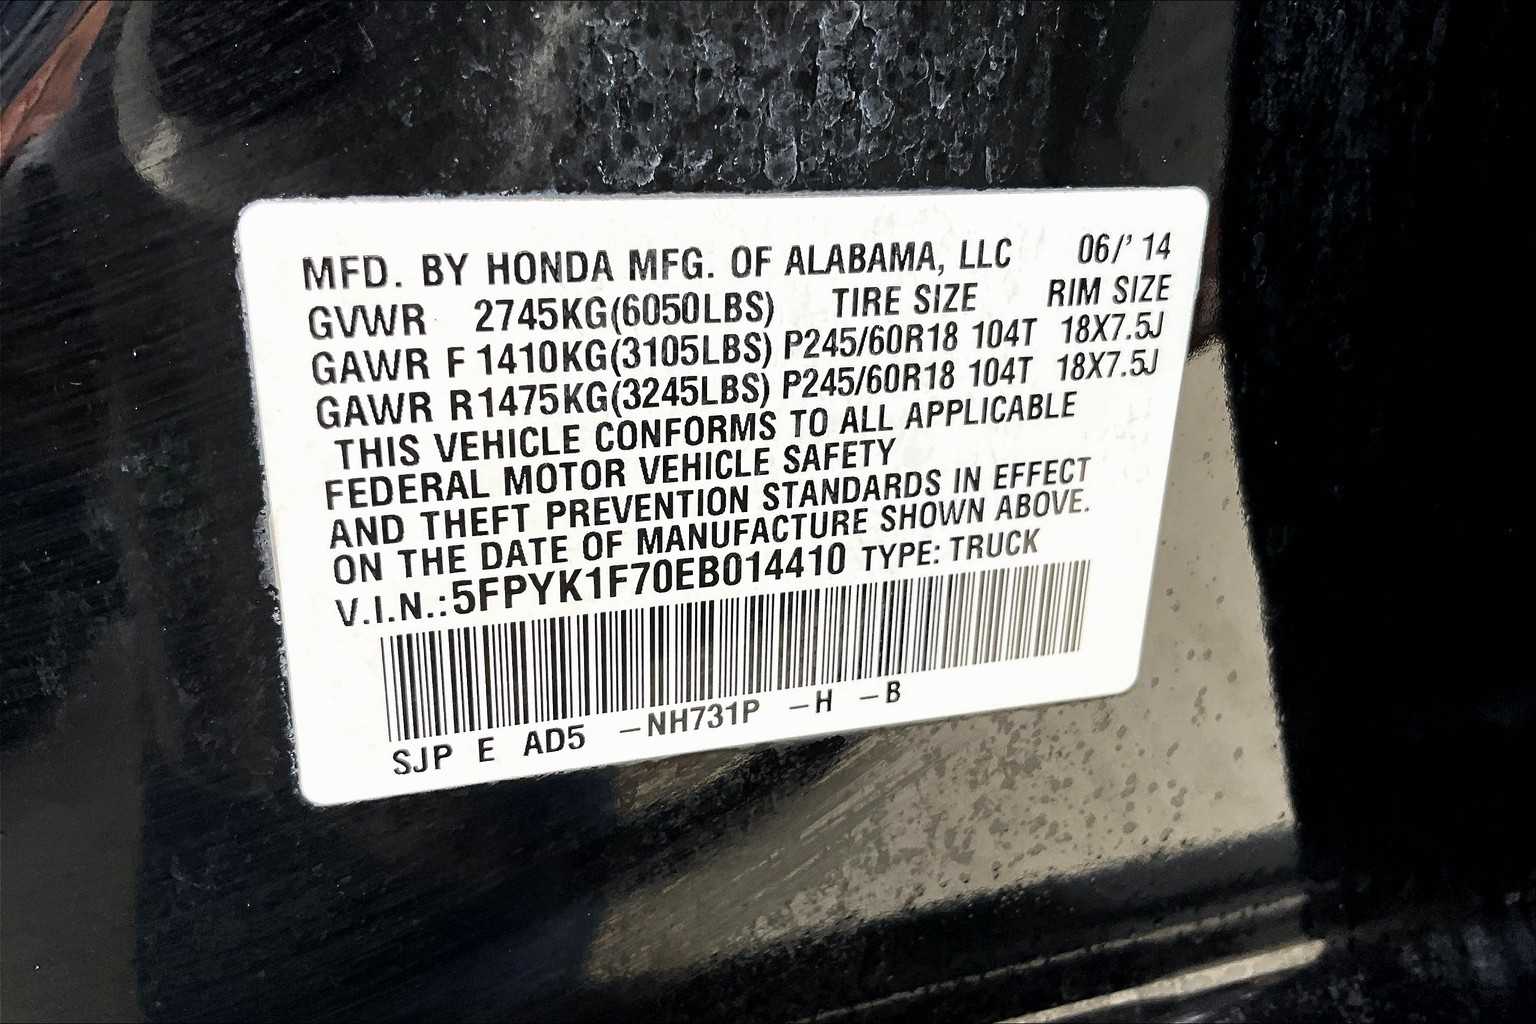 MFD. BY HONDA MFG. OF ALABAMA, LLC 06/' 14
GVWR 2745KG(6050LBS) TIRE SIZE RIM SIZE
GAWR F 1410KG(3105LBS) P245/60R18 104T 18X7.5J
GAWR R1475KG(3245LBS) P245/60R18 104T 18X7.5J
THIS VEHICLE CONFORMS TO ALL APPLICABLE
FEDERAL MOTOR VEHICLE SAFETY
AND THEFT PREVENTION STANDARDS IN EFFECT
ON THE DATE OF MANUFACTURE SHOWN ABOVE.
V.I.N.:5FPYK1F70EB014410 TYPE: TRUCK
SJP E AD5 –NH731P –H –B